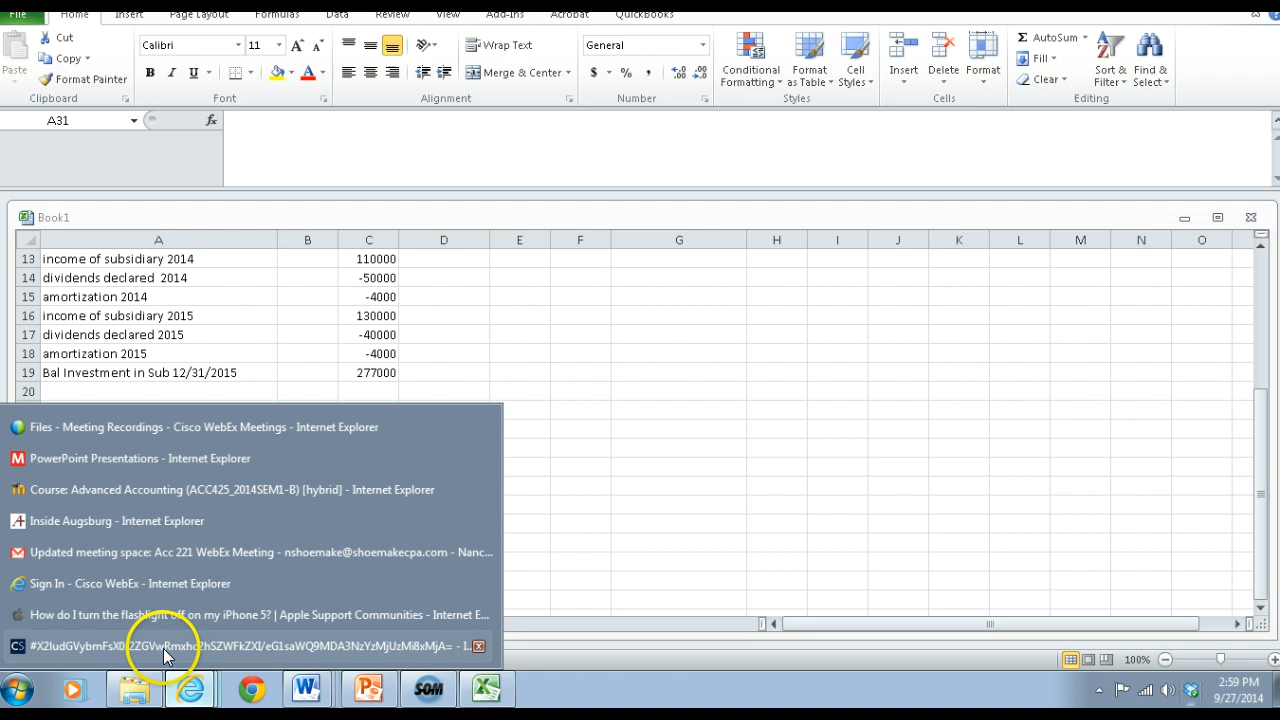 File Home Insert Page Layout Formulas Data Review View Add-Ins Acrobat QuickBooks
Cut
Copy
Format Painter
Paste
Clipboard
Calibri 11 A A
B I U A
Font
Wrap Text
Merge & Center
Alignment
General
$ % ,
Number
Conditional Formatting
Format as Table
Cell Styles
Styles
Insert Delete Format
Cells
Σ AutoSum
Fill
Clear
Sort & Filter
Find & Select
Editing
A31 fx
Book1
A B C D E F G H I J K L M N O
13 income of subsidiary 2014 110000
14 dividends declared 2014 -50000
15 amortization 2014 -4000
16 income of subsidiary 2015 130000
17 dividends declared 2015 -40000
18 amortization 2015 -4000
19 Bal Investment in Sub 12/31/2015 277000
20
Files - Meeting Recordings - Cisco WebEx Meetings - Internet Explorer
PowerPoint Presentations - Internet Explorer
Course: Advanced Accounting (ACC425_2014SEM1-B) [hybrid] - Internet Explorer
Inside Augsburg - Internet Explorer
Updated meeting space: Acc 221 WebEx Meeting - nshoemake@shoemakecpa.com - Nanc...
Sign In - Cisco WebEx - Internet Explorer
How do I turn the flashlight off on my iPhone 5? | Apple Support Communities - Internet E...
CS
100%
SOM
2:59 PM
9/27/2014